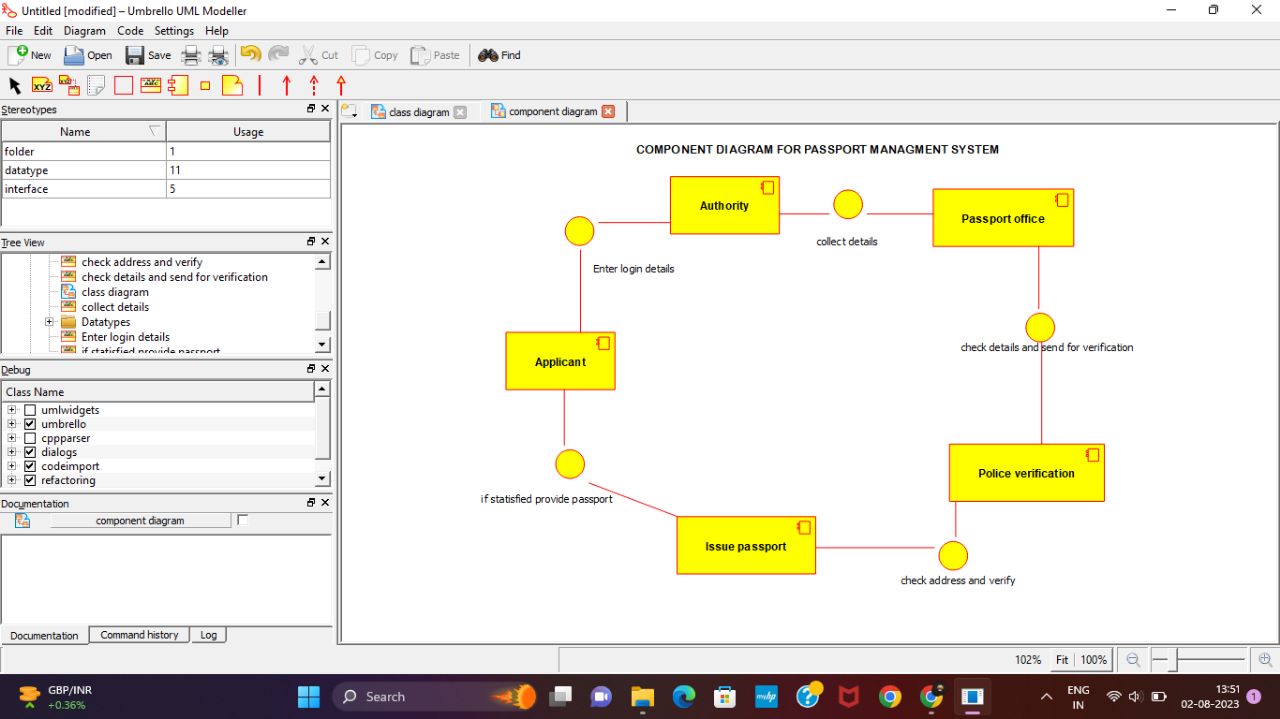 Untitled [modified] – Umbrello UML Modeller
File Edit Diagram Code Settings Help
New Open Save Cut Copy Paste Find
XYZ
Stereotypes
Name Usage
folder 1
datatype 11
interface 5
Tree View
check address and verify
check details and send for verification
class diagram
collect details
Datatypes
Enter login details
if statisfied provide passport
Debug
Class Name
umlwidgets
umbrello
cppparser
dialogs
codeimport
refactoring
Documentation
component diagram
Documentation Command history Log
class diagram component diagram
COMPONENT DIAGRAM FOR PASSPORT MANAGMENT SYSTEM
Authority
Passport office
collect details
Enter login details
check details and send for verification
Applicant
Police verification
if statisfied provide passport
Issue passport
check address and verify
102% Fit 100%
GBP/INR
+0.36%
Search
myhp
ENG
IN
13:51
02-08-2023
1